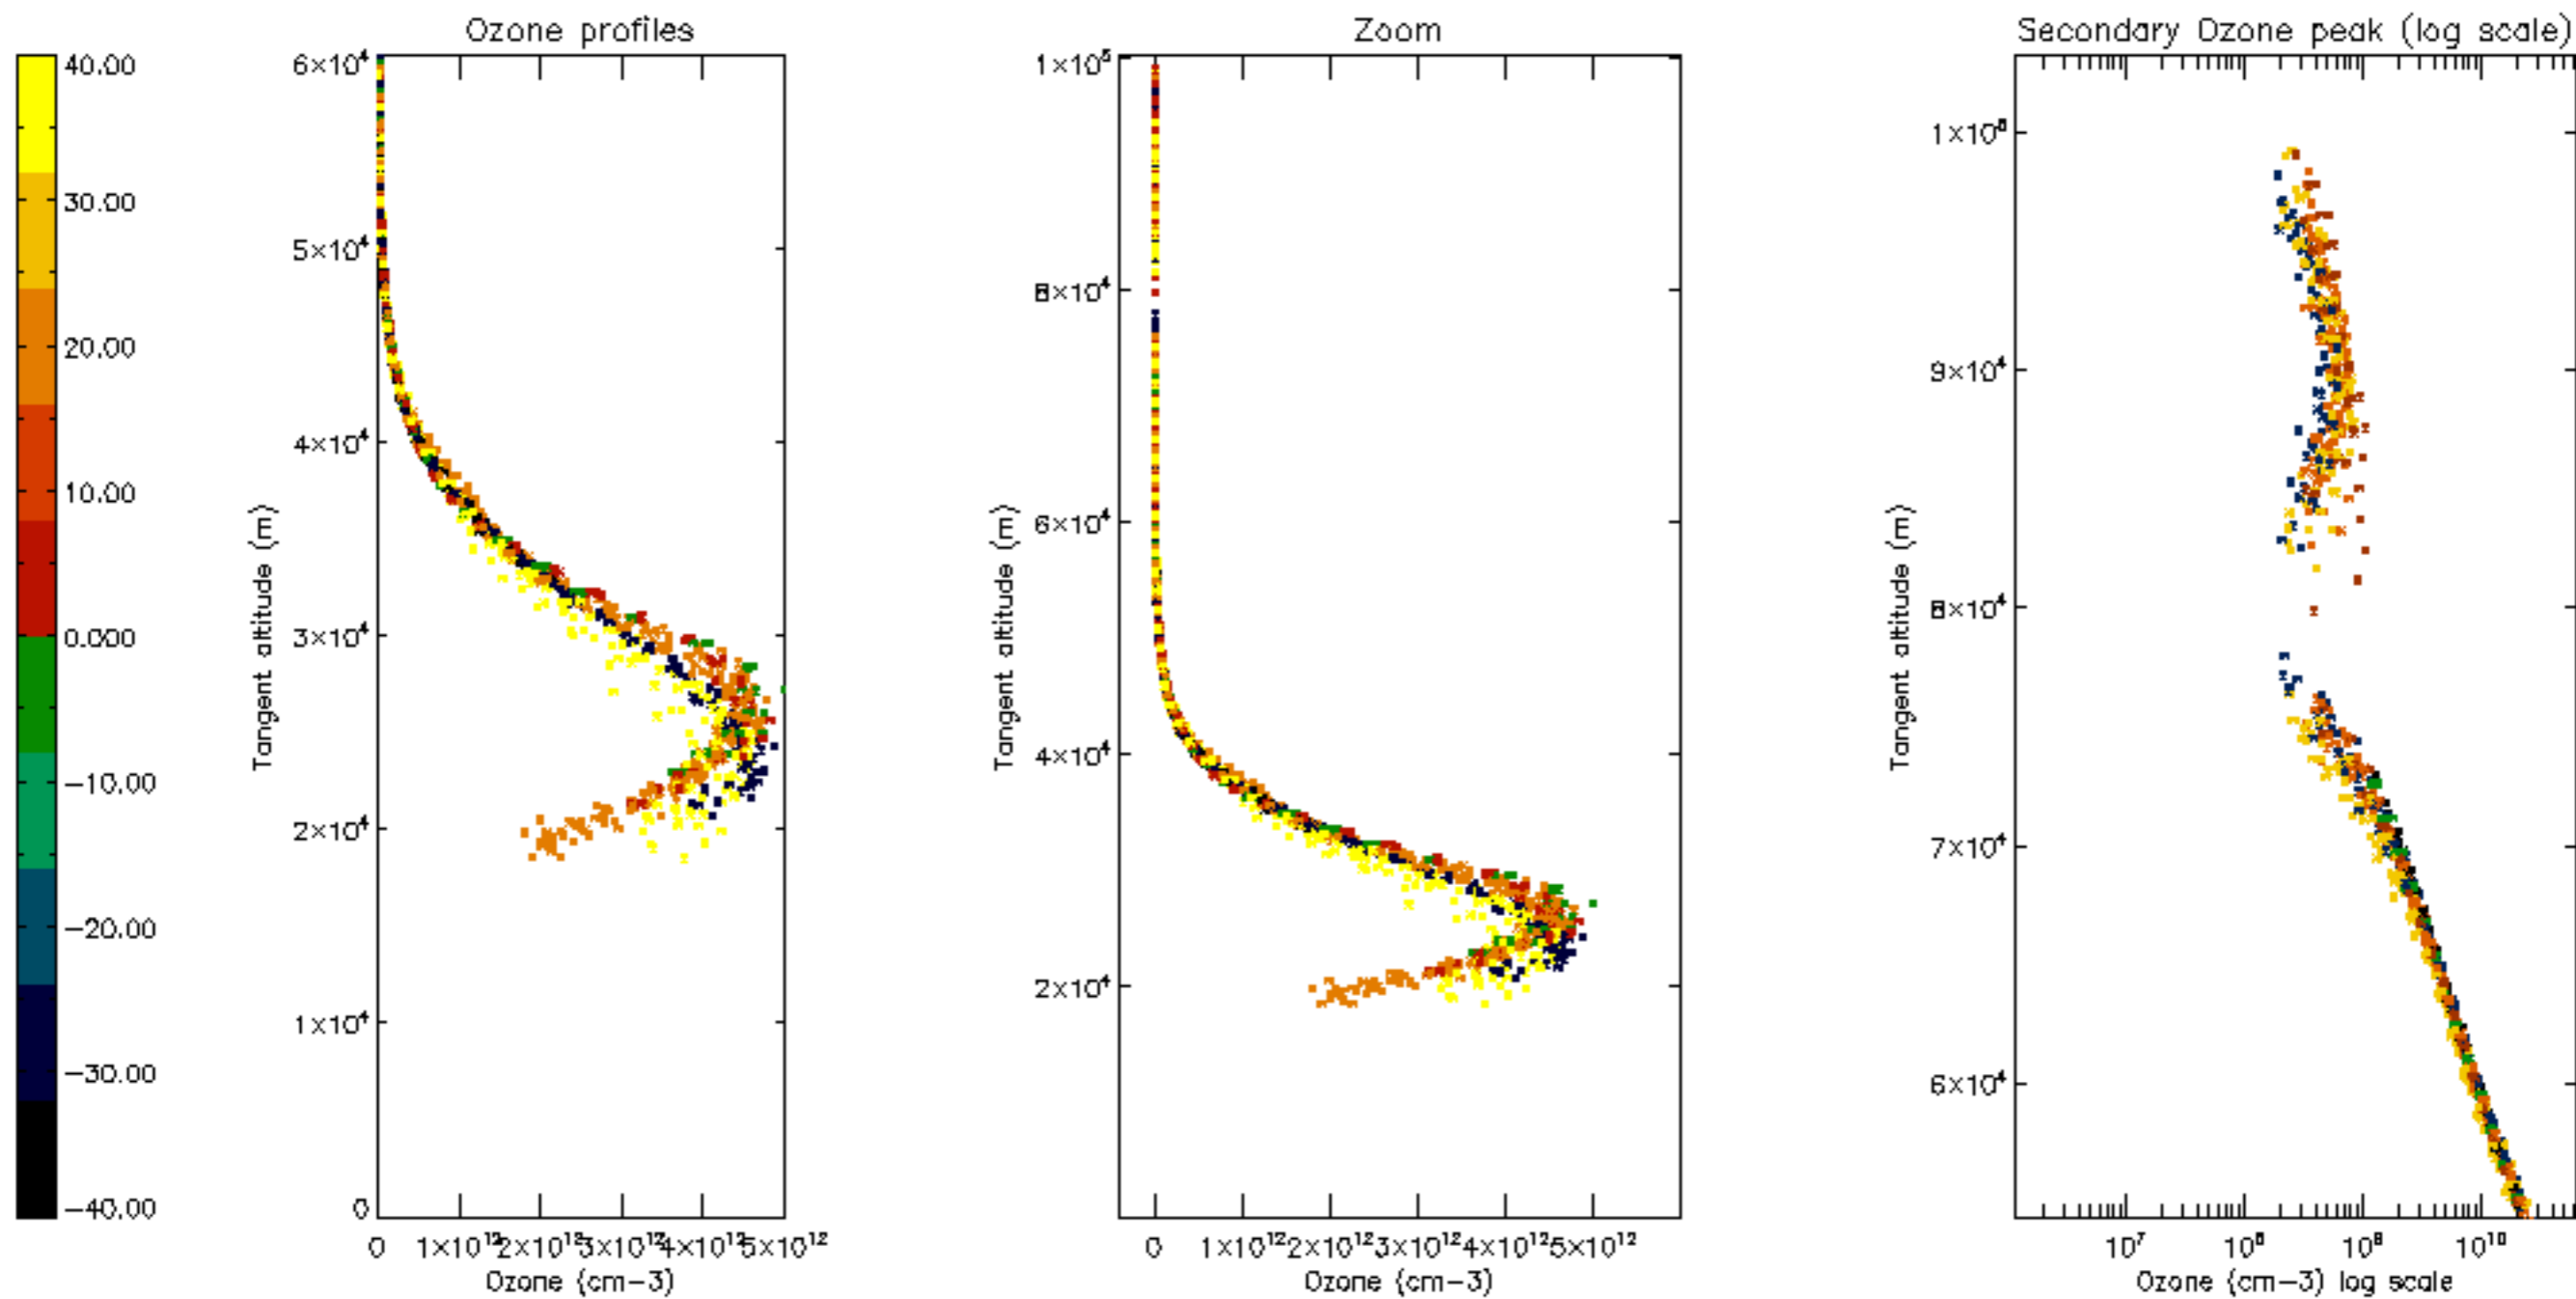 Ozone profiles
Zoom
Secondary Ozone peak (log scale)
40.00
30.00
20.00
10.00
0.00
−10.00
−20.00
−30.00
−40.00
6×10⁴
5×10⁴
4×10⁴
3×10⁴
2×10⁴
1×10⁴
0
Tangent altitude (m)
0 1×10¹² 2×10¹² 3×10¹² 4×10¹² 5×10¹²
Ozone (cm−3)
1×10⁵
8×10⁴
6×10⁴
4×10⁴
2×10⁴
Tangent altitude (m)
0 1×10¹² 2×10¹² 3×10¹² 4×10¹² 5×10¹²
Ozone (cm−3)
1×10⁵
9×10⁴
8×10⁴
7×10⁴
6×10⁴
Tangent altitude (m)
10⁷ 10⁸ 10⁹ 10¹⁰
Ozone (cm−3) log scale